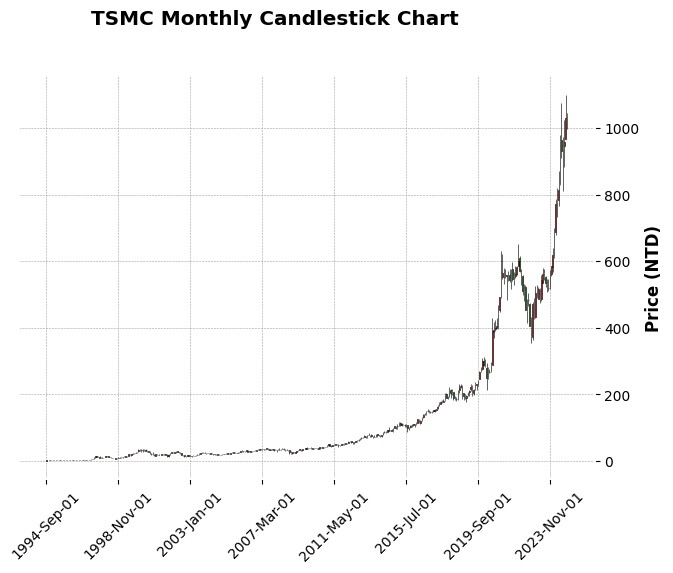 TSMC Monthly Candlestick Chart
1000
800
600
400
200
0
Price (NTD)
1994-Sep-01
1998-Nov-01
2003-Jan-01
2007-Mar-01
2011-May-01
2015-Jul-01
2019-Sep-01
2023-Nov-01